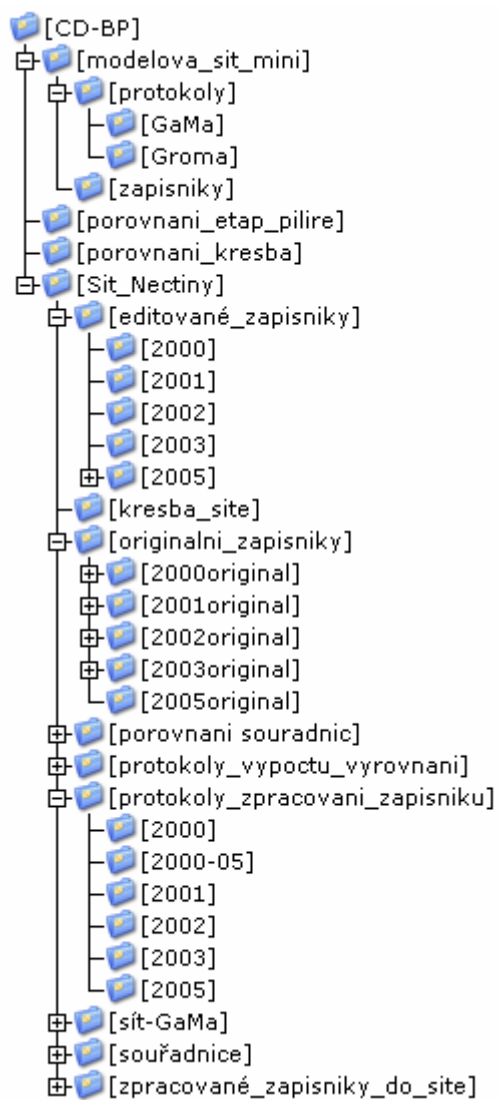 [CD-BP]
[modelova_sit_mini]
[protokoly]
[GaMa]
[Groma]
[zapisniky]
[porovnani_etap_pilire]
[porovnani_kresba]
[Sit_Nectiny]
[editované_zapisniky]
[2000]
[2001]
[2002]
[2003]
[2005]
[kresba_site]
[originalni_zapisniky]
[2000original]
[2001original]
[2002original]
[2003original]
[2005original]
[porovnani souradnic]
[protokoly_vypoctu_vyrovnani]
[protokoly_zpracovani_zapisniku]
[2000]
[2000-05]
[2001]
[2002]
[2003]
[2005]
[sít-GaMa]
[souřadnice]
[zpracované_zapisniky_do_site]